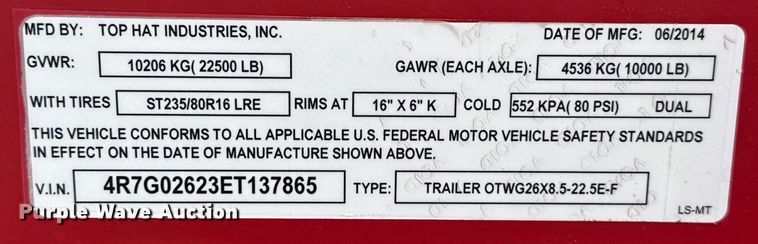 MFD BY: TOP HAT INDUSTRIES, INC. DATE OF MFG: 06/2014
GVWR: 10206 KG( 22500 LB) GAWR (EACH AXLE): 4536 KG( 10000 LB)
WITH TIRES ST235/80R16 LRE RIMS AT 16" X 6" K COLD 552 KPA( 80 PSI) DUAL
THIS VEHICLE CONFORMS TO ALL APPLICABLE U.S. FEDERAL MOTOR VEHICLE SAFETY STANDARDS
IN EFFECT ON THE DATE OF MANUFACTURE SHOWN ABOVE.
V.I.N. 4R7G02623ET137865 TYPE: TRAILER OTWG26X8.5-22.5E-F
Purple Wave Auction LS-MT